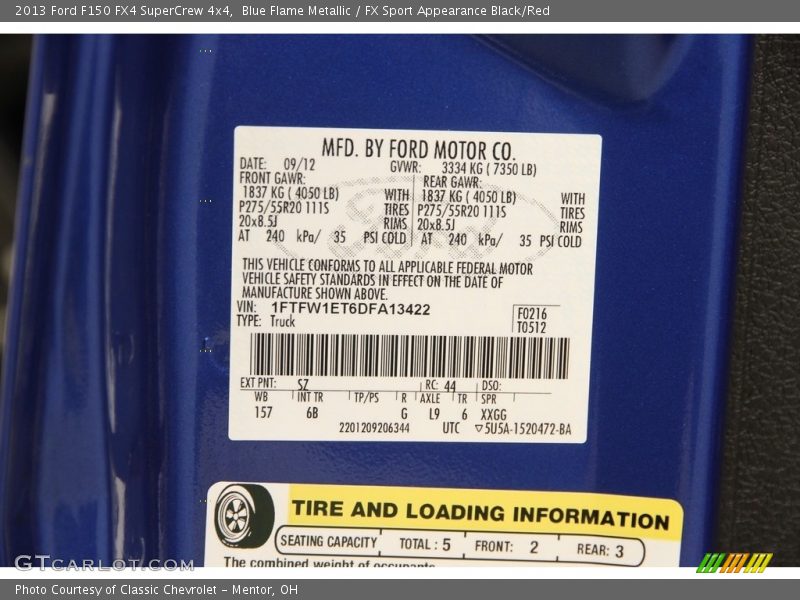 2013 Ford F150 FX4 SuperCrew 4x4, Blue Flame Metallic / FX Sport Appearance Black/Red
MFD. BY FORD MOTOR CO.
DATE: 09/12 GVWR: 3334 KG ( 7350 LB)
FRONT GAWR: REAR GAWR:
1837 KG ( 4050 LB) WITH 1837 KG ( 4050 LB) WITH
P275/55R20 111S TIRES P275/55R20 111S TIRES
20x8.5J RIMS 20x8.5J RIMS
AT 240 kPa/ 35 PSI COLD AT 240 kPa/ 35 PSI COLD
Ford
THIS VEHICLE CONFORMS TO ALL APPLICABLE FEDERAL MOTOR
VEHICLE SAFETY STANDARDS IN EFFECT ON THE DATE OF
MANUFACTURE SHOWN ABOVE.
VIN: 1FTFW1ET6DFA13422 F0216
TYPE: Truck T0512
EXT PNT: SZ RC: 44 DSO:
WB INT TR TP/PS R AXLE TR SPR
157 6B G L9 6 XXGG
2201209206344 UTC ▽5U5A-1520472-BA
TIRE AND LOADING INFORMATION
SEATING CAPACITY TOTAL : 5 FRONT: 2 REAR: 3
The combined weight of occupants
GTCARLOT.COM
Photo Courtesy of Classic Chevrolet - Mentor, OH